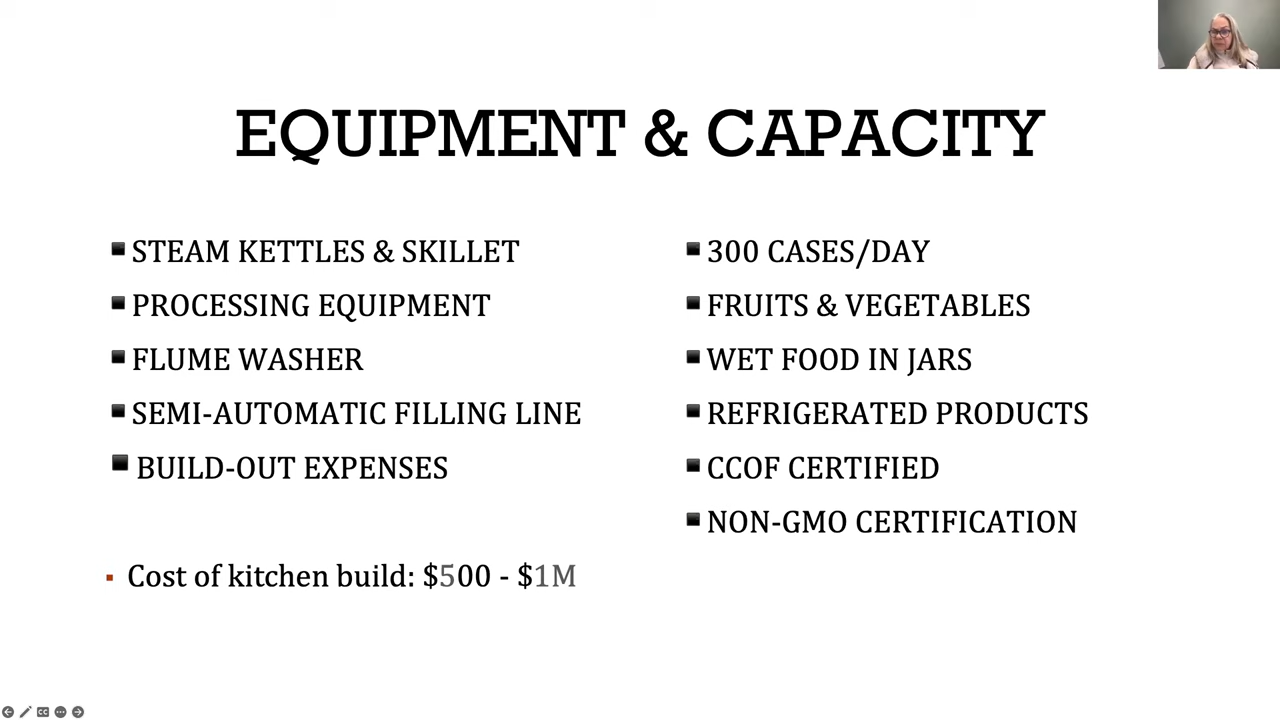 EQUIPMENT & CAPACITY
STEAM KETTLES & SKILLET
PROCESSING EQUIPMENT
FLUME WASHER
SEMI-AUTOMATIC FILLING LINE
BUILD-OUT EXPENSES
Cost of kitchen build: $500 - $1M
300 CASES/DAY
FRUITS & VEGETABLES
WET FOOD IN JARS
REFRIGERATED PRODUCTS
CCOF CERTIFIED
NON-GMO CERTIFICATION
CC